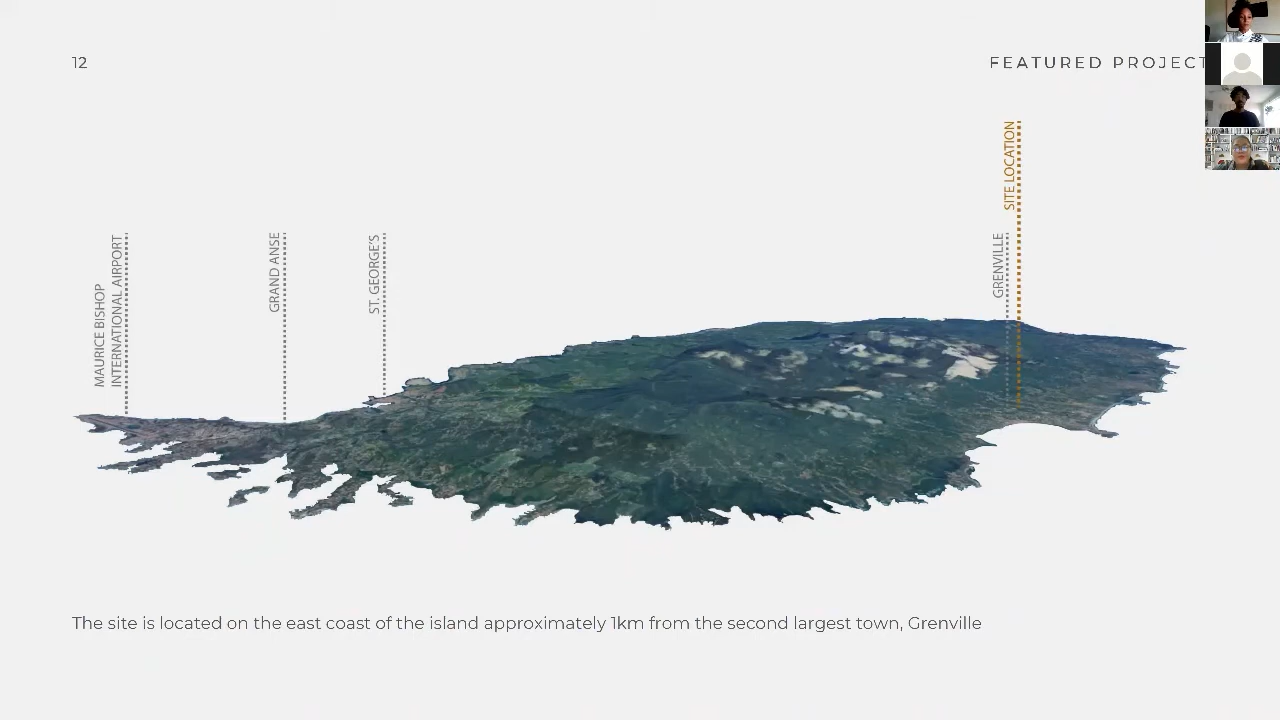 12
FEATURED PROJECT
SITE LOCATION
MAURICE BISHOP
INTERNATIONAL AIRPORT
GRAND ANSE
ST. GEORGE'S
GRENVILLE
The site is located on the east coast of the island approximately 1km from the second largest town, Grenville